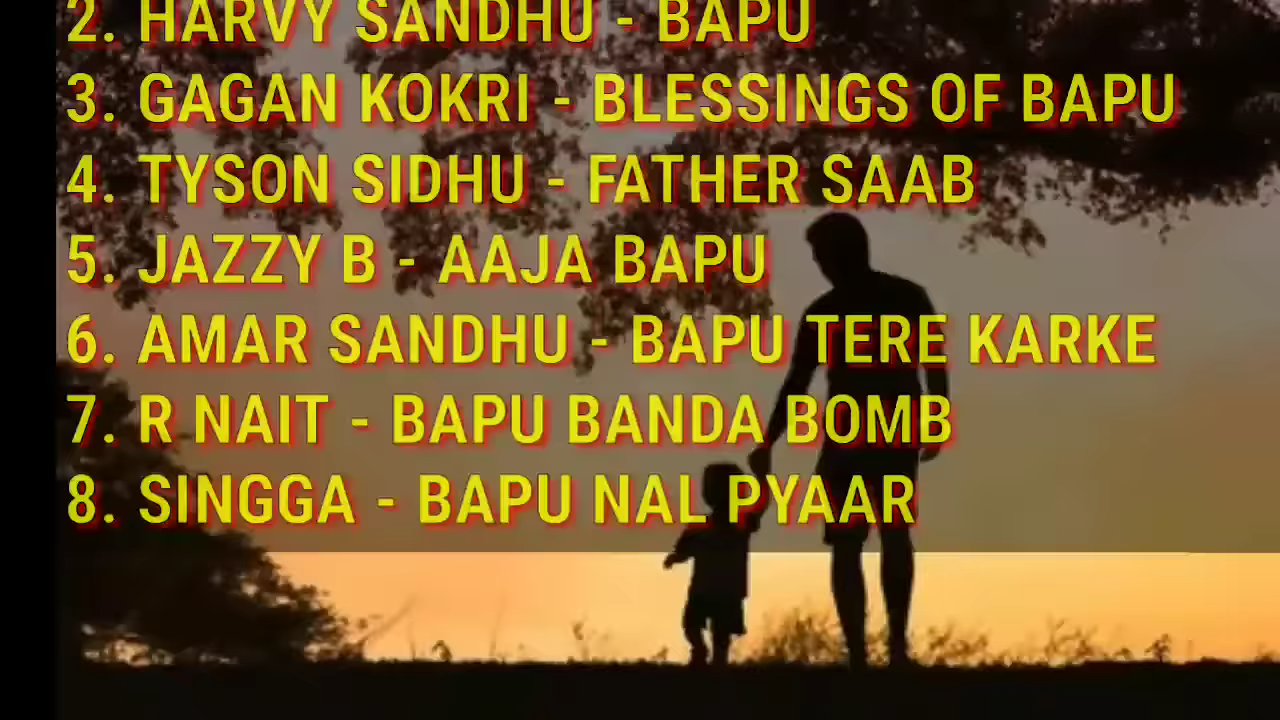 2. HARVY SANDHU - BAPU
3. GAGAN KOKRI - BLESSINGS OF BAPU
4. TYSON SIDHU - FATHER SAAB
5. JAZZY B - AAJA BAPU
6. AMAR SANDHU - BAPU TERE KARKE
7. R NAIT - BAPU BANDA BOMB
8. SINGGA - BAPU NAL PYAAR